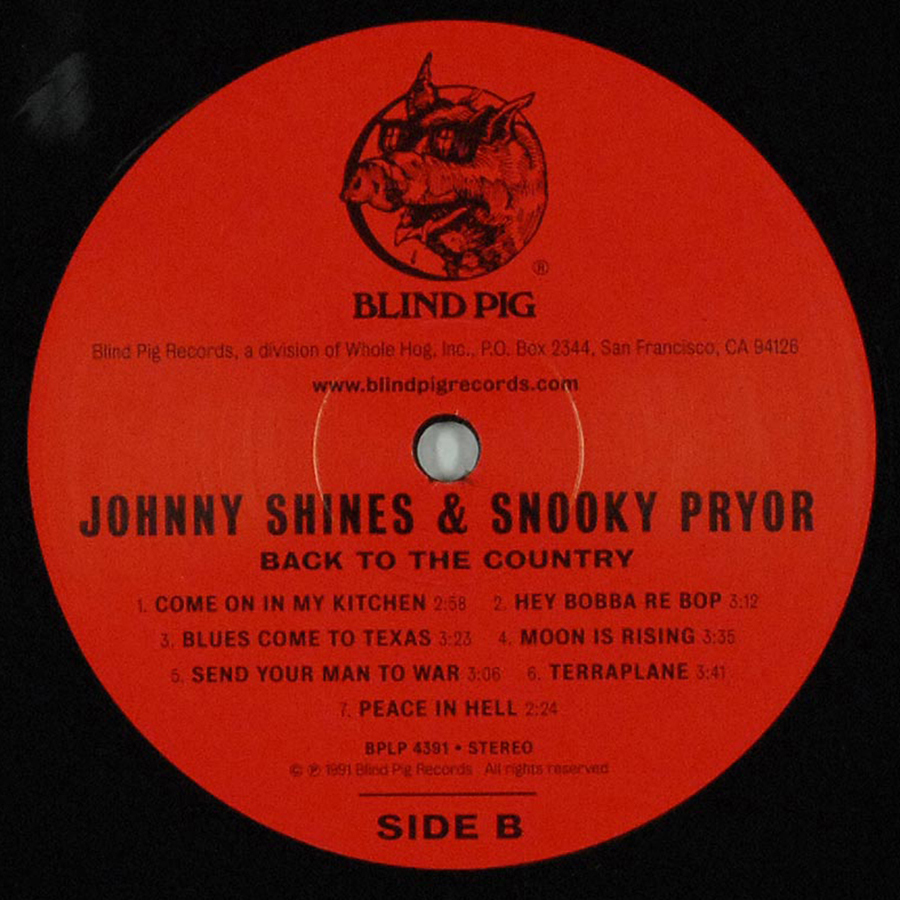 ®
BLIND PIG
Blind Pig Records, a division of Whole Hog, Inc., P.O. Box 2344, San Francisco, CA 94126
www.blindpigrecords.com
JOHNNY SHINES & SNOOKY PRYOR
BACK TO THE COUNTRY
1. COME ON IN MY KITCHEN 2:58 2. HEY BOBBA RE BOP 3:12
3. BLUES COME TO TEXAS 3:23 4. MOON IS RISING 3:35
5. SEND YOUR MAN TO WAR 3:06 6. TERRAPLANE 3:41
7. PEACE IN HELL 2:24
BPLP 4391 • STEREO
© ℗ 1991 Blind Pig Records All rights reserved
SIDE B